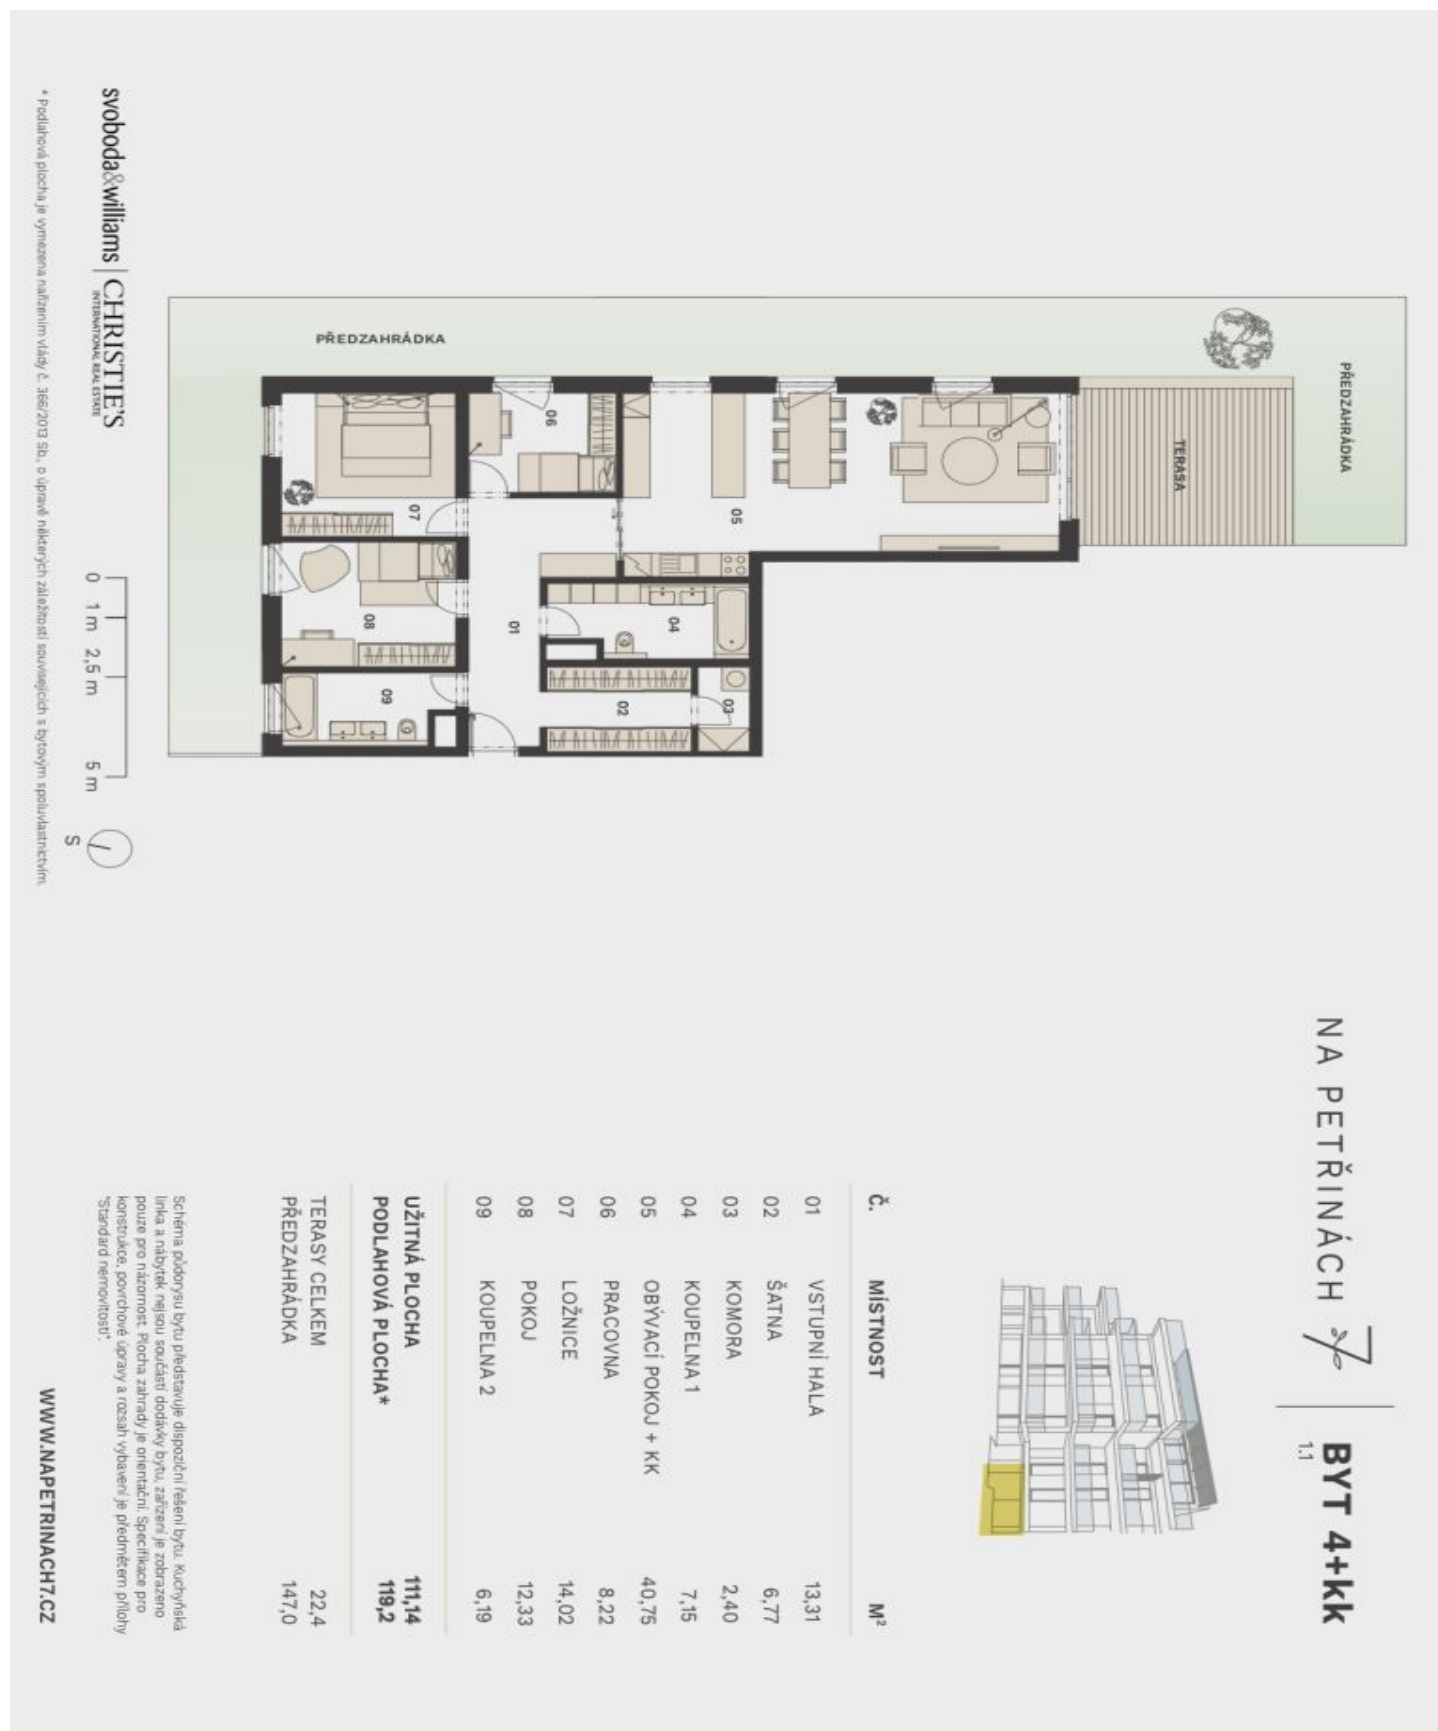 NA PETŘINÁCH 7
BYT 4+kk
1.1
PŘEDZAHRÁDKA
TERASA
PŘEDZAHRÁDKA
05
06
07
04
03
02
01
08
09
Č. MÍSTNOST M²
01 VSTUPNÍ HALA 13,31
02 ŠATNA 6,77
03 KOMORA 2,40
04 KOUPELNA 1 7,15
05 OBÝVACÍ POKOJ + KK 40,75
06 PRACOVNA 8,22
07 LOŽNICE 14,02
08 POKOJ 12,33
09 KOUPELNA 2 6,19
UŽITNÁ PLOCHA 111,14
PODLAHOVÁ PLOCHA* 119,2
TERASY CELKEM 22,4
PŘEDZAHRÁDKA 147,0
Schéma půdorysu bytu představuje dispoziční řešení bytu. Kuchyňská
linka a nábytek nejsou součástí dodávky bytu, zařízení je zobrazeno
pouze pro názornost. Plocha zahrady je orientační. Specifikace pro
konstrukce, povrchové úpravy a rozsah vybavení je předmětem přílohy
"Standard nemovitosti".
svoboda&williams | CHRISTIE'S
INTERNATIONAL REAL ESTATE
0 1 m 2,5 m 5 m
S
* Podlahová plocha je vymezena nařízením vlády č. 366/2013 Sb., o úpravě některých záležitostí souvisejících s bytovým spoluvlastnictvím.
WWW.NAPETRINACH7.CZ